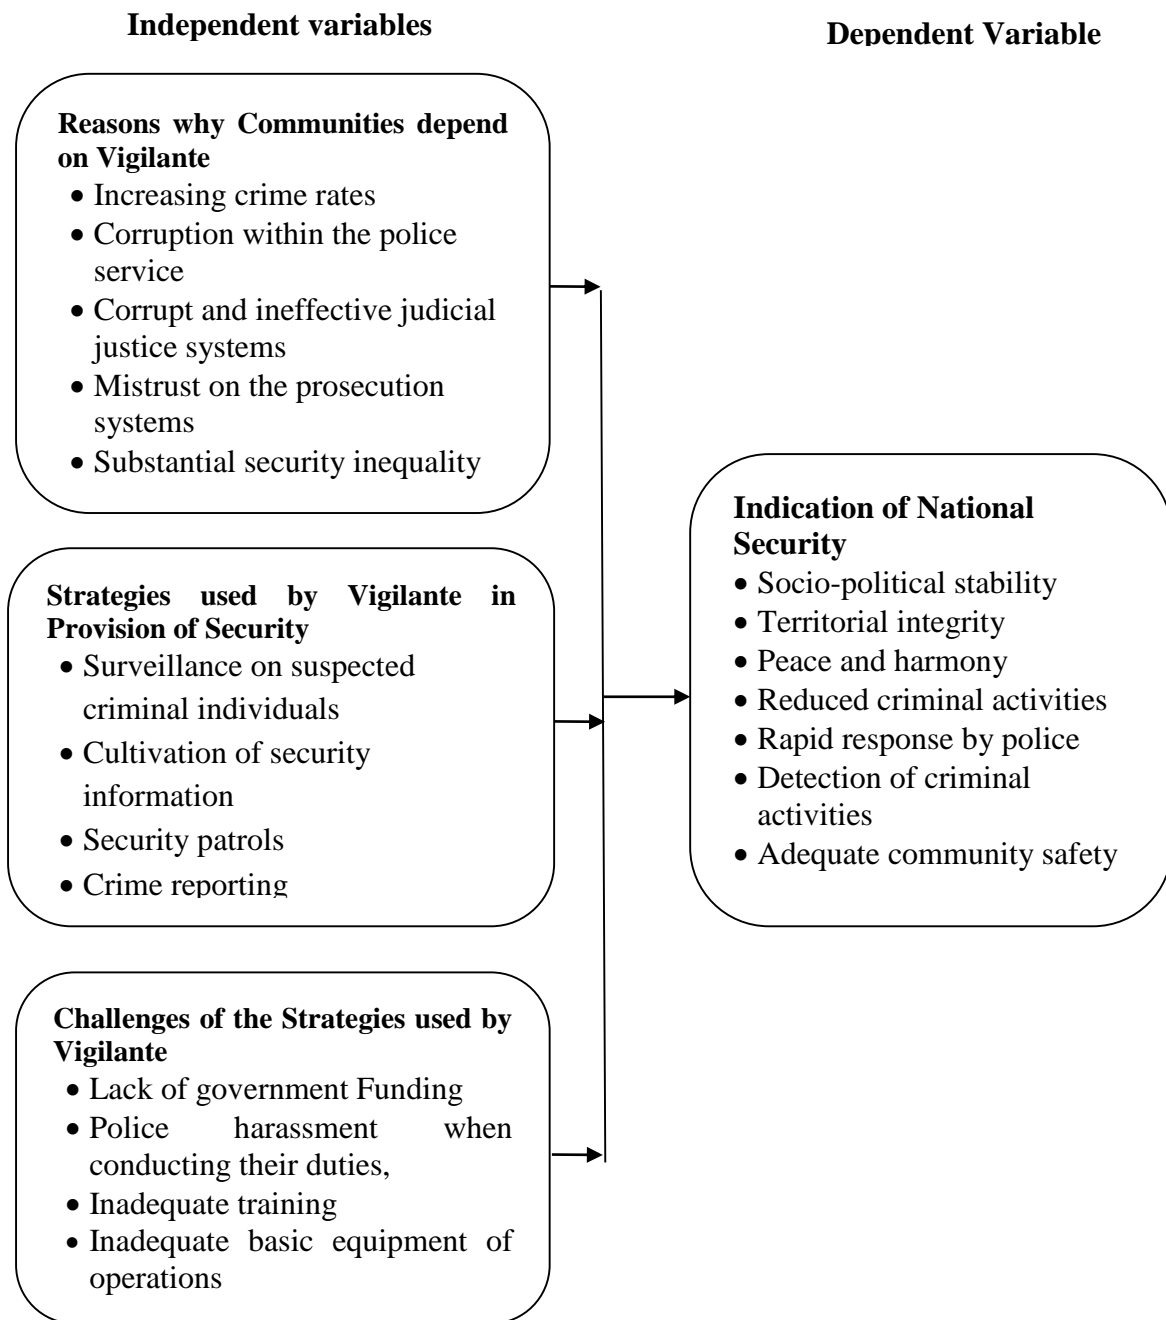 Independent variables
Dependent Variable
Reasons why Communities depend
on Vigilante
• Increasing crime rates
• Corruption within the police
service
• Corrupt and ineffective judicial
justice systems
• Mistrust on the prosecution
systems
• Substantial security inequality
Strategies used by Vigilante in
Provision of Security
• Surveillance on suspected
criminal individuals
• Cultivation of security
information
• Security patrols
• Crime reporting
Challenges of the Strategies used by
Vigilante
• Lack of government Funding
• Police harassment when
conducting their duties,
• Inadequate training
• Inadequate basic equipment of
operations
Indication of National
Security
• Socio-political stability
• Territorial integrity
• Peace and harmony
• Reduced criminal activities
• Rapid response by police
• Detection of criminal
activities
• Adequate community safety